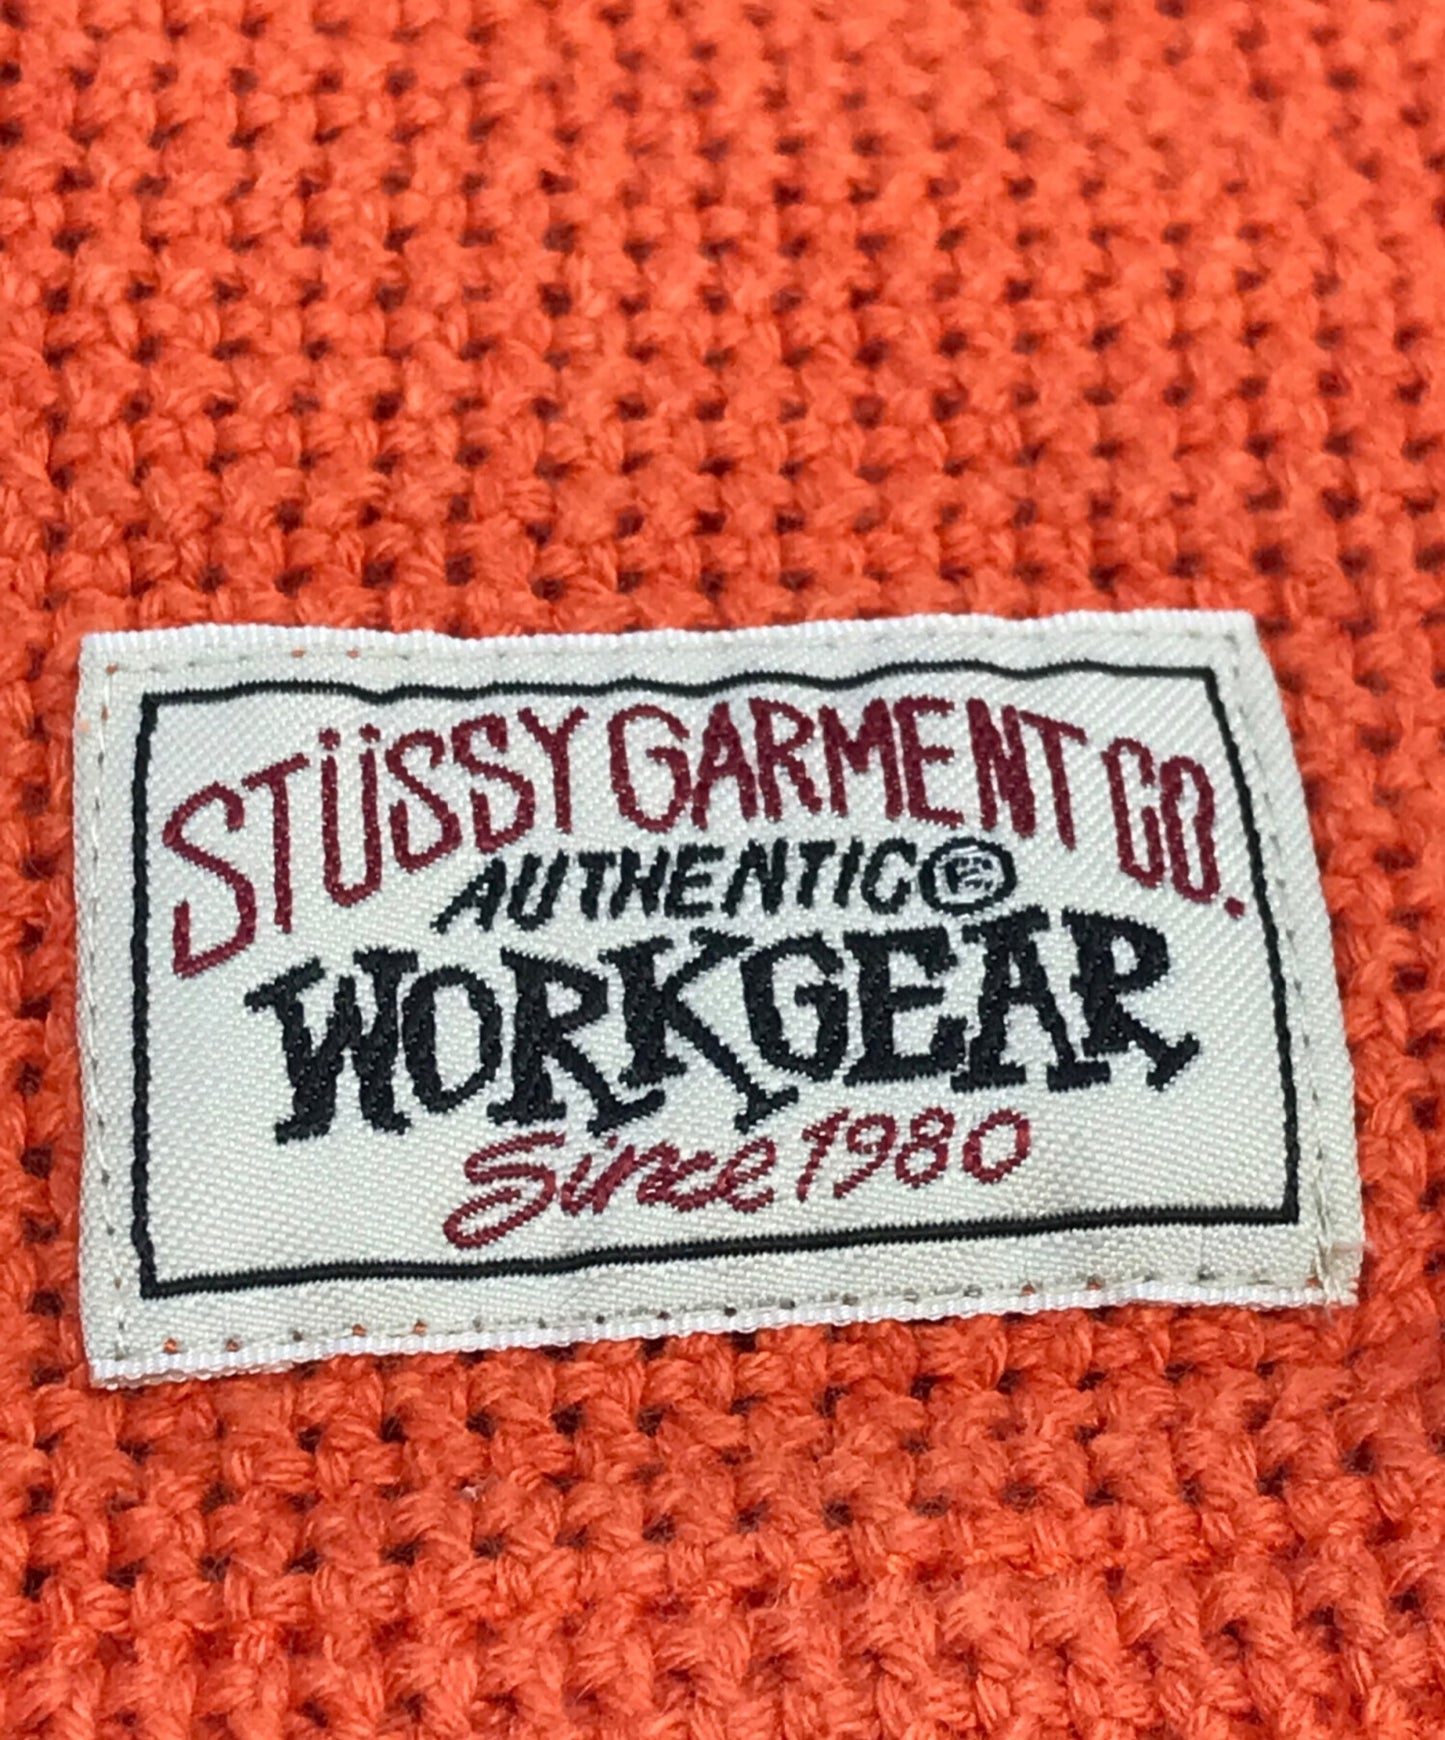 STÜSSY GARMENT CO.
AUTHENTIC
WORKGEAR
Since 1980